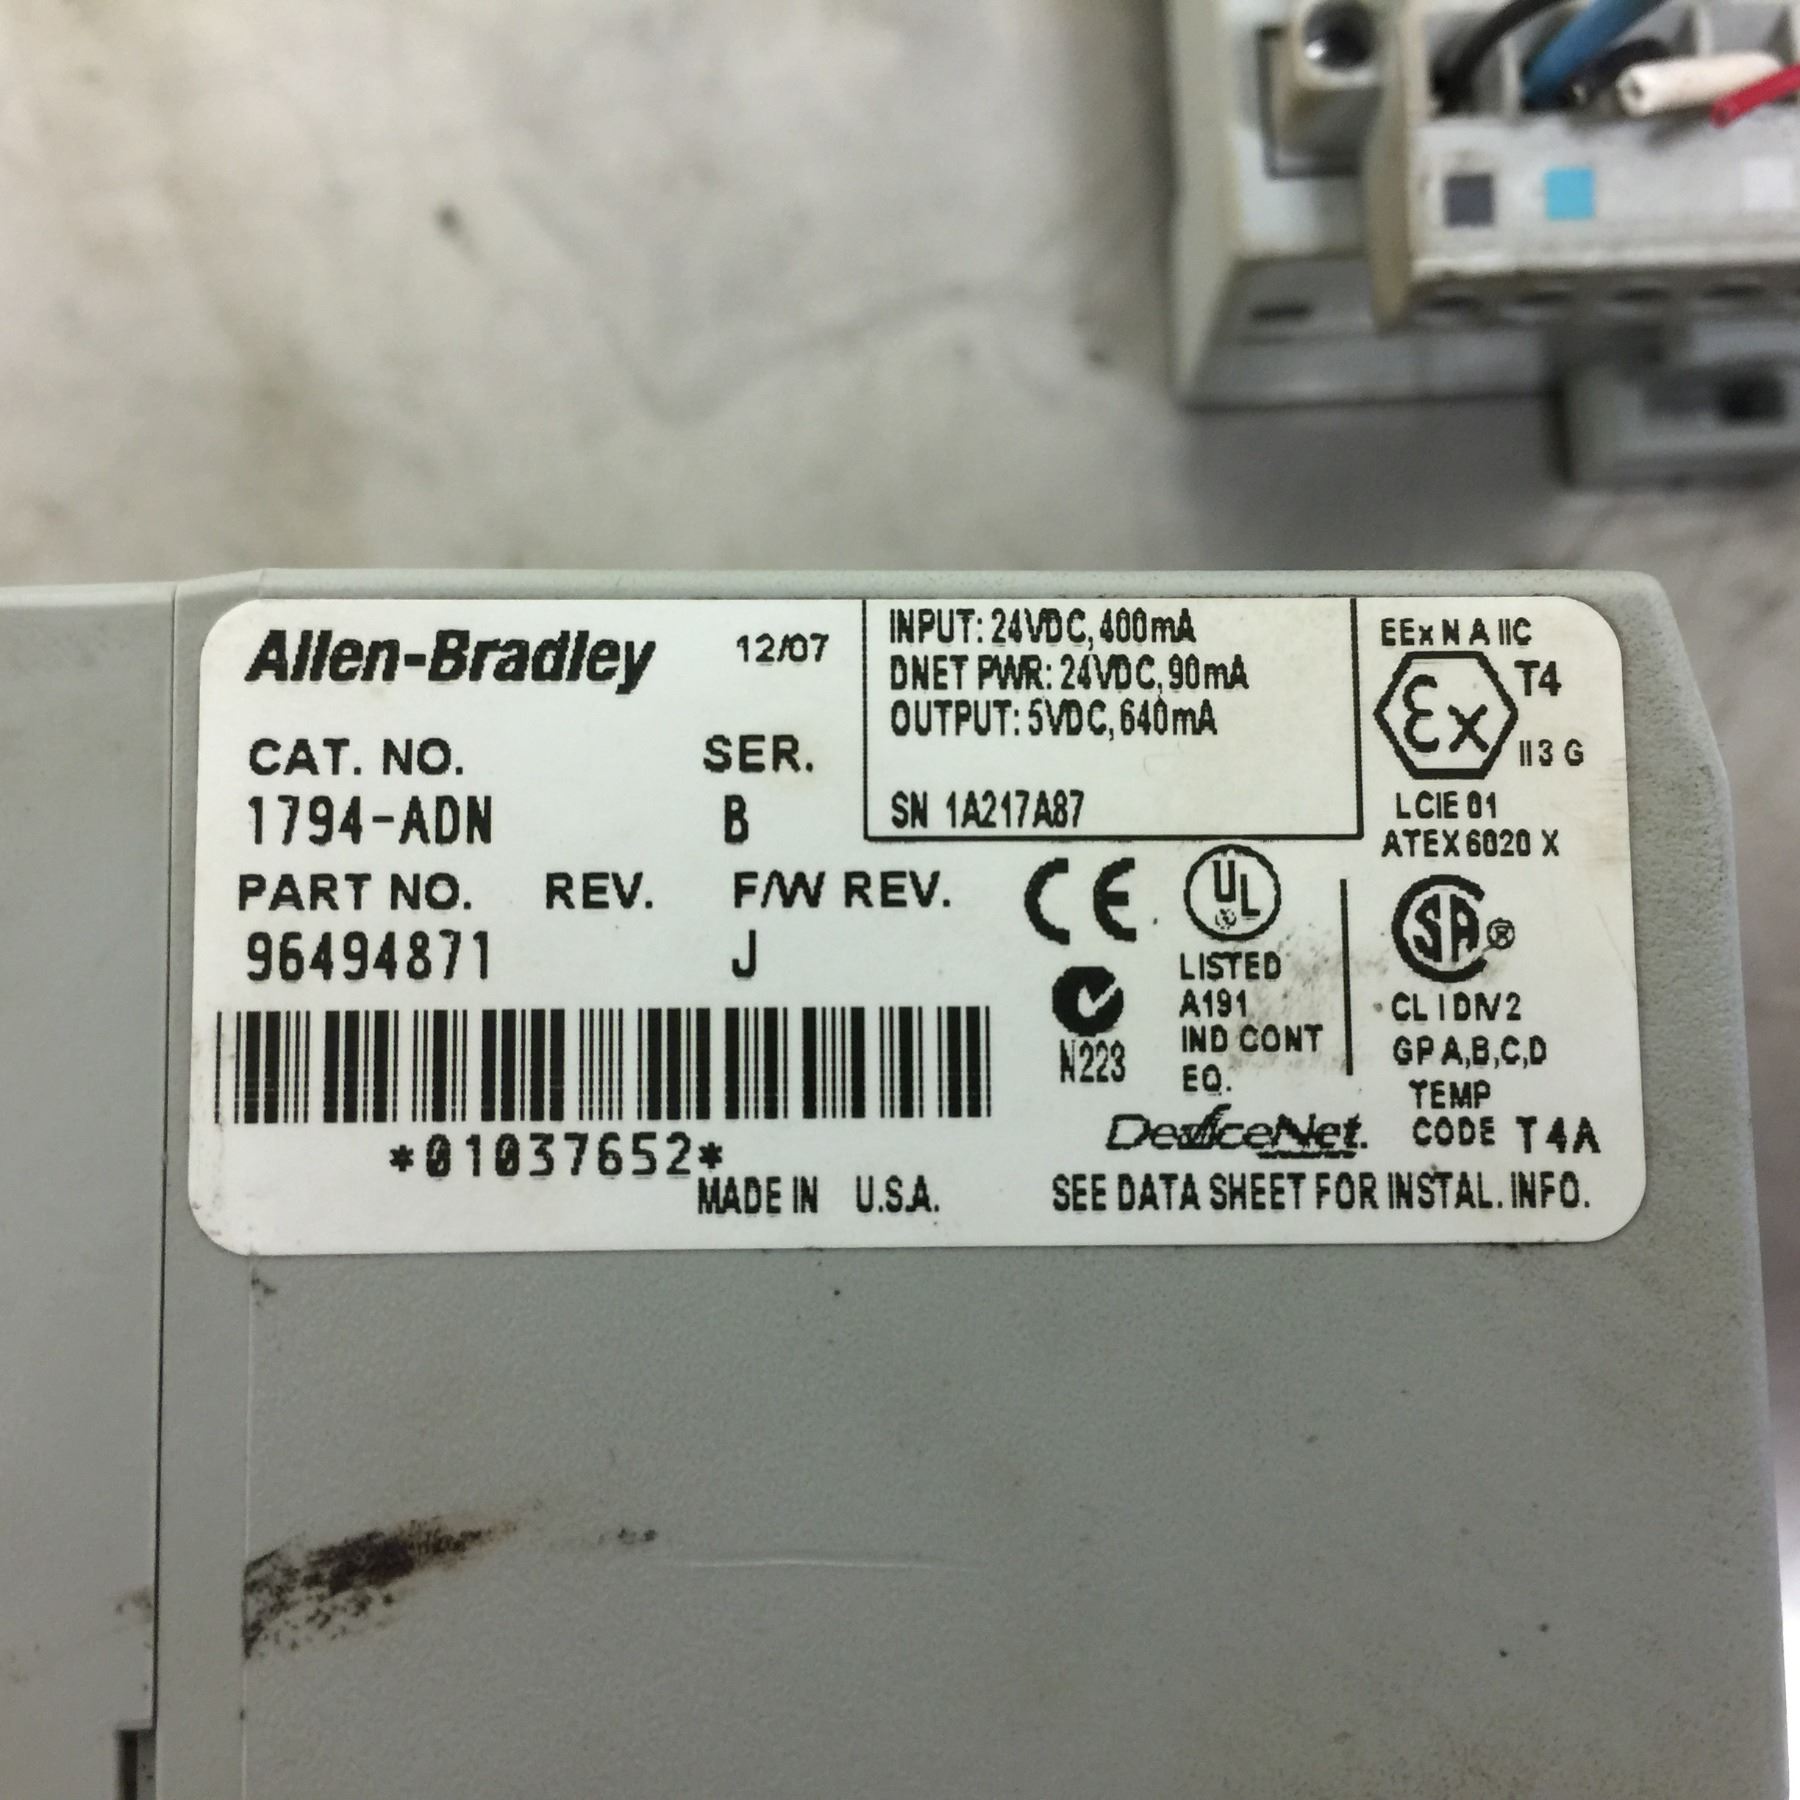 Allen-Bradley 12/07
CAT. NO. SER.
1794-ADN B
PART NO. REV. F/W REV.
96494871 J
*01037652*
MADE IN U.S.A.
INPUT: 24VDC, 400mA
DNET PWR: 24VDC, 90mA
OUTPUT: 5VDC, 640mA
SN 1A217A87
EEx N A IIC
Ex T4
II 3 G
LCIE 01
ATEX 6020 X
CE
N223
UL ®
LISTED
A191
IND CONT
EQ.
SA ®
CL I DIV 2
GP A,B,C,D
TEMP
CODE T4A
DeviceNet.
SEE DATA SHEET FOR INSTAL. INFO.